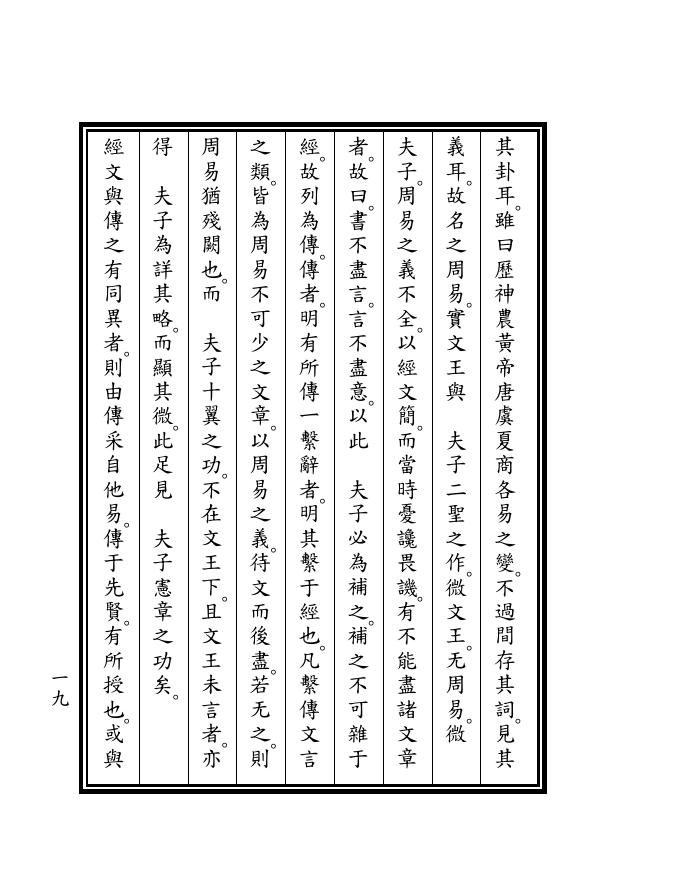 其卦耳。雖曰歷神農黃帝唐虞夏商各易之變。不過間存其詞。見其
義耳。故名之周易。實文王與　夫子二聖之作。微文王。无周易。微
夫子。周易之義不全。以經文簡。而當時憂讒畏譏。有不能盡諸文章
者。故曰。書不盡言。言不盡意。以此　夫子必為補之。補之不可雜于
經。故列為傳。傳者。明有所傳一繫辭者。明其繫于經也。凡繫傳文言
之類。皆為周易不可少之文章。以周易之義。待文而後盡。若无之。則
周易猶殘闕也。而　夫子十翼之功。不在文王下。且文王未言者。亦
得　夫子為詳其略。而顯其微。此足見　夫子憲章之功矣。
經文與傳之有同異者。則由傳采自他易。傳于先賢。有所授也。或與
一九